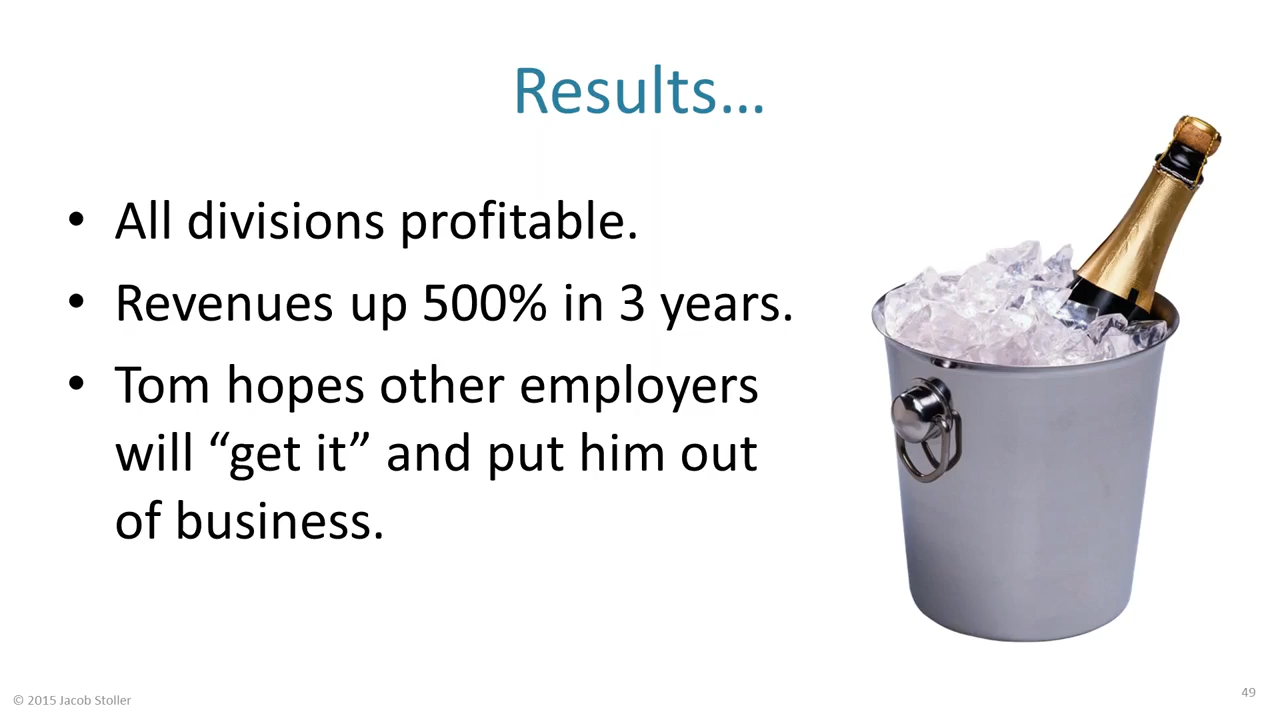 Results…
• All divisions profitable.
• Revenues up 500% in 3 years.
• Tom hopes other employers
will “get it” and put him out
of business.
© 2015 Jacob Stoller
49